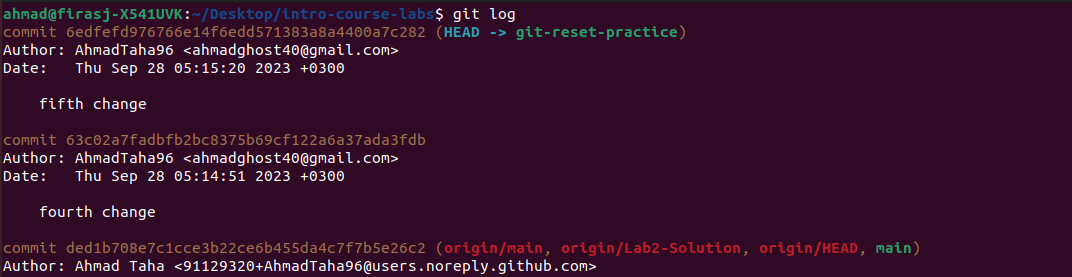 ahmad@firasj-X541UVK:~/Desktop/intro-course-labs$ git log
commit 6edfefd976766e14f6edd571383a8a4400a7c282 (HEAD -> git-reset-practice)
Author: AhmadTaha96 <ahmadghost40@gmail.com>
Date:   Thu Sep 28 05:15:20 2023 +0300
    fifth change
commit 63c02a7fadbfb2bc8375b69cf122a6a37ada3fdb
Author: AhmadTaha96 <ahmadghost40@gmail.com>
Date:   Thu Sep 28 05:14:51 2023 +0300
    fourth change
commit ded1b708e7c1cce3b22ce6b455da4c7f7b5e26c2 (origin/main, origin/Lab2-Solution, origin/HEAD, main)
Author: Ahmad Taha <91129320+AhmadTaha96@users.noreply.github.com>